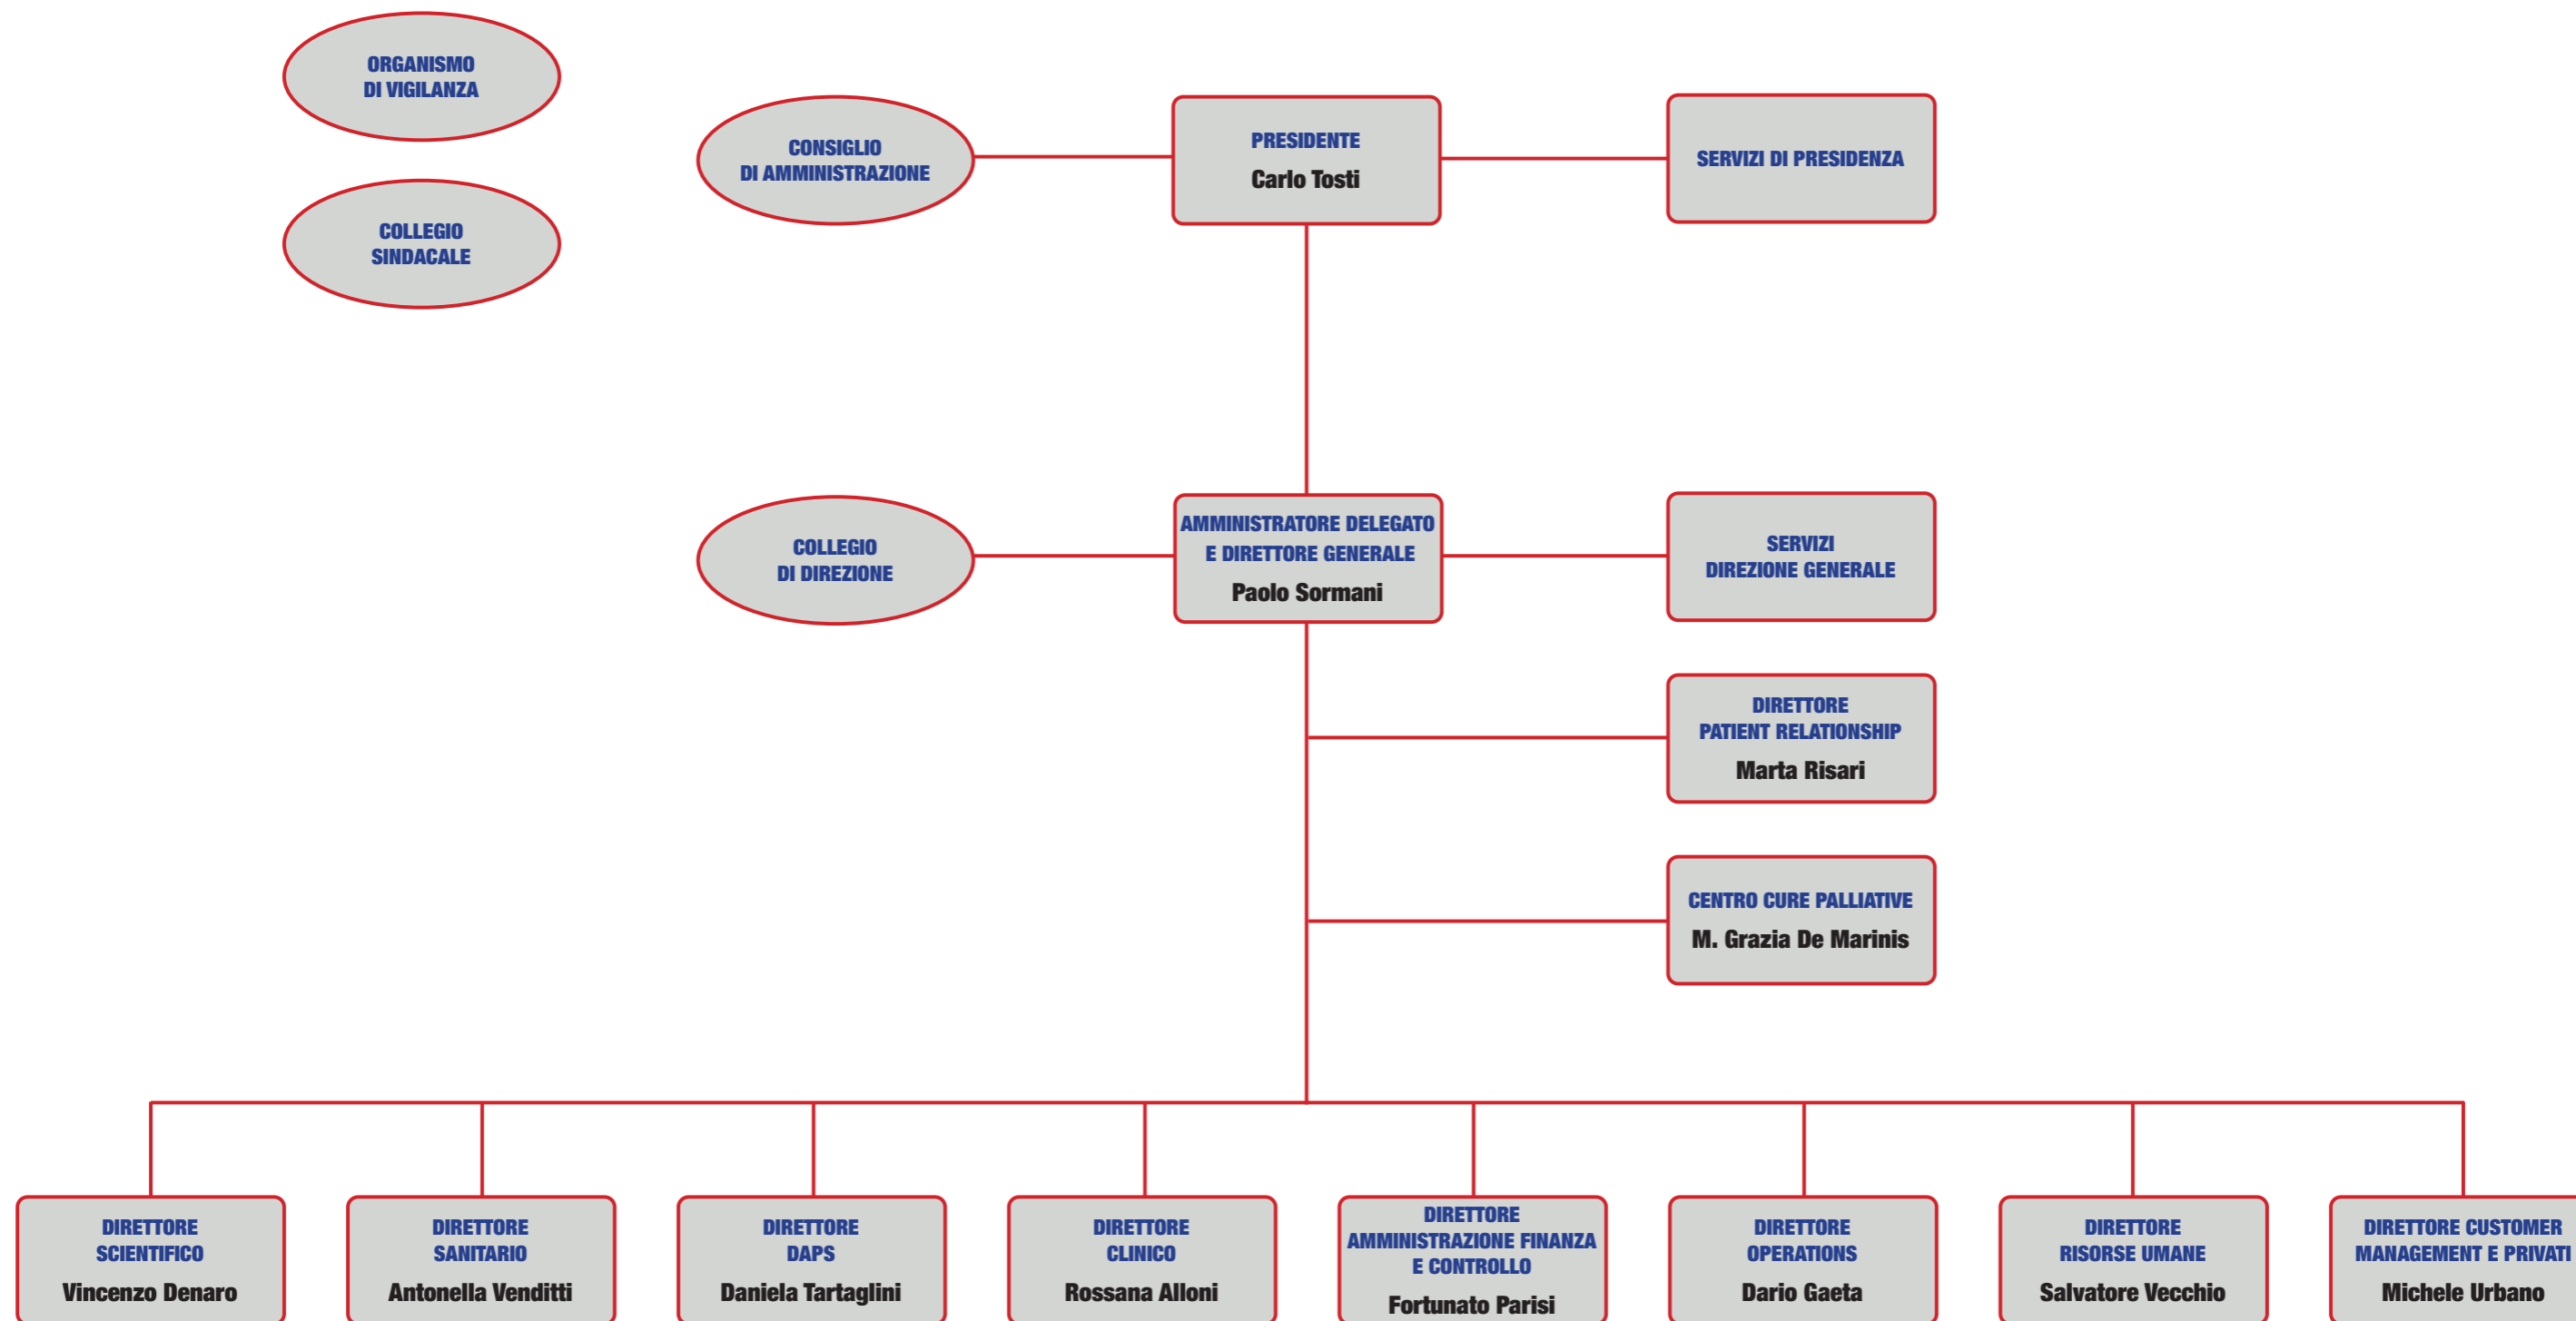 ORGANISMO
DI VIGILANZA
COLLEGIO
SINDACALE
CONSIGLIO
DI AMMINISTRAZIONE
PRESIDENTE
Carlo Tosti
SERVIZI DI PRESIDENZA
COLLEGIO
DI DIREZIONE
AMMINISTRATORE DELEGATO
E DIRETTORE GENERALE
Paolo Sormani
SERVIZI
DIREZIONE GENERALE
DIRETTORE
PATIENT RELATIONSHIP
Marta Risari
CENTRO CURE PALLIATIVE
M. Grazia De Marinis
DIRETTORE
SCIENTIFICO
Vincenzo Denaro
DIRETTORE
SANITARIO
Antonella Venditti
DIRETTORE
DAPS
Daniela Tartaglini
DIRETTORE
CLINICO
Rossana Alloni
DIRETTORE
AMMINISTRAZIONE FINANZA
E CONTROLLO
Fortunato Parisi
DIRETTORE
OPERATIONS
Dario Gaeta
DIRETTORE
RISORSE UMANE
Salvatore Vecchio
DIRETTORE CUSTOMER
MANAGEMENT E PRIVATI
Michele Urbano